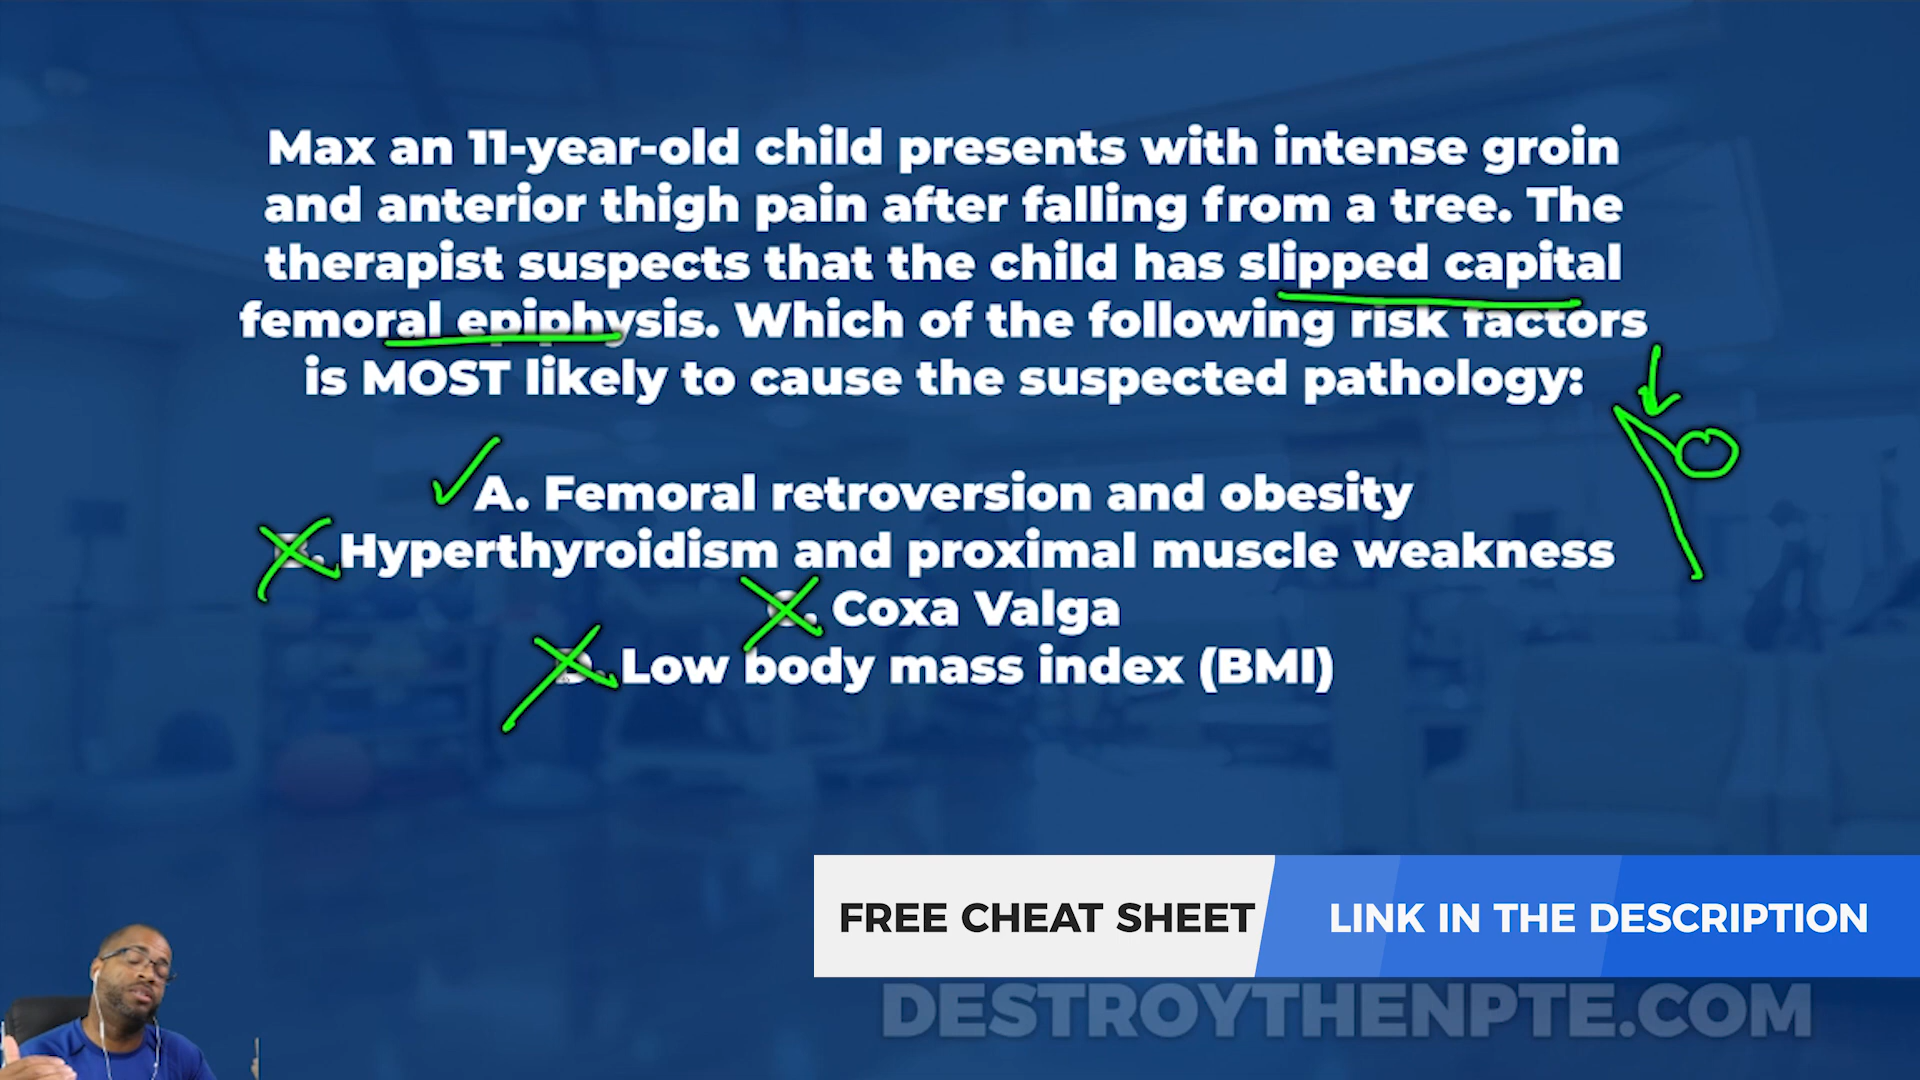 Max an 11-year-old child presents with intense groin
and anterior thigh pain after falling from a tree. The
therapist suspects that the child has slipped capital
femoral epiphysis. Which of the following risk factors
is MOST likely to cause the suspected pathology:
A. Femoral retroversion and obesity
B. Hyperthyroidism and proximal muscle weakness
C. Coxa Valga
D. Low body mass index (BMI)
FREE CHEAT SHEET
LINK IN THE DESCRIPTION
DESTROYTHENPTE.COM